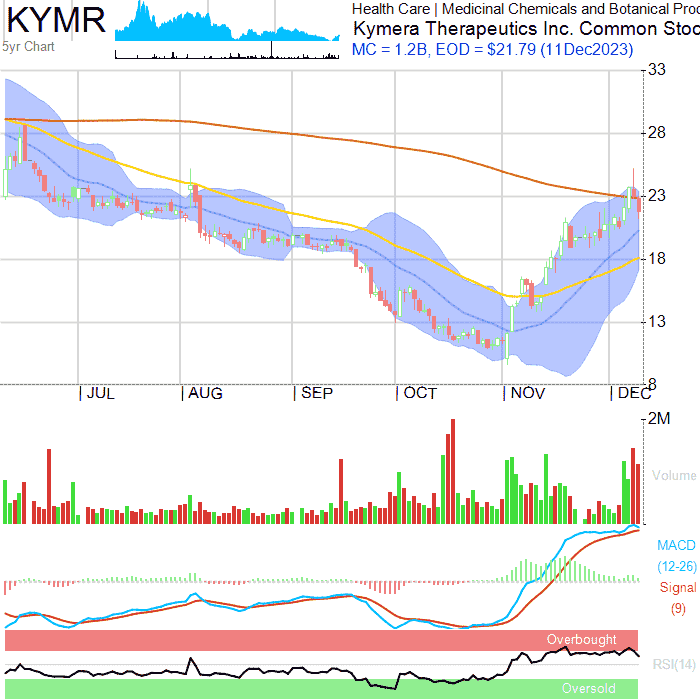 KYMR
5yr Chart
Health Care | Medicinal Chemicals and Botanical Proc
Kymera Therapeutics Inc. Common Stoc
MC = 1.2B, EOD = $21.79 (11Dec2023)
33
28
23
18
13
8
| JUL | AUG | SEP | OCT | NOV | DEC
2M
Volume
MACD
(12-26)
Signal
(9)
Overbought
RSI(14)
Oversold